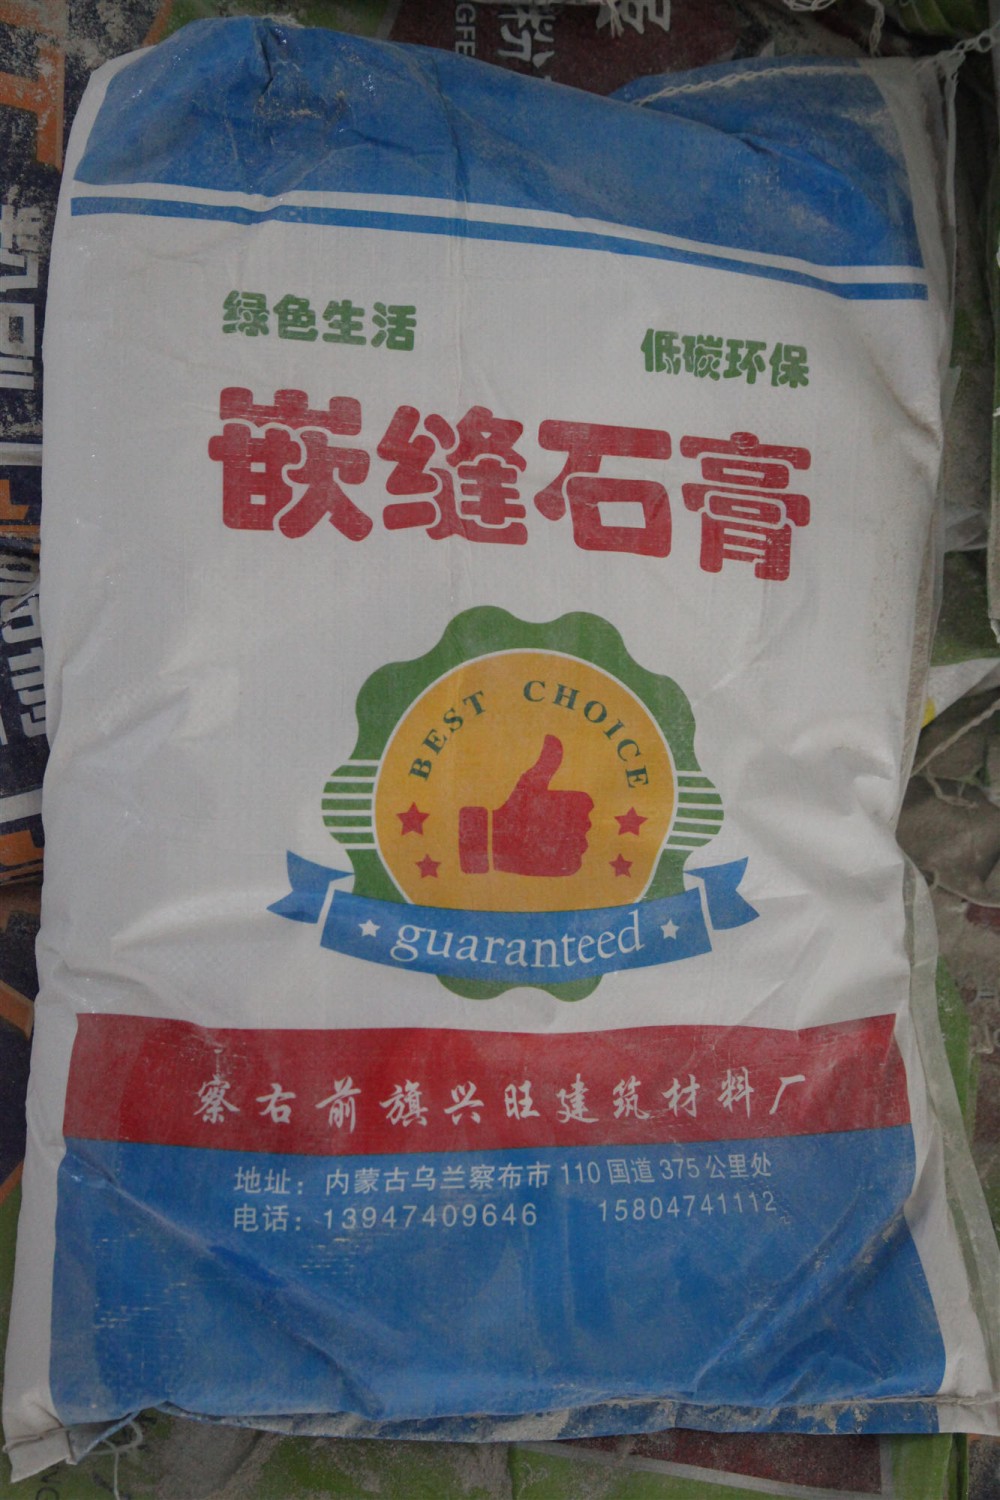 绿色生活
低碳环保
嵌缝石膏
BEST CHOICE
guaranteed
察右前旗兴旺建筑材料厂
地址：内蒙古乌兰察布市110国道375公里处
电话：13947409646 15804741112